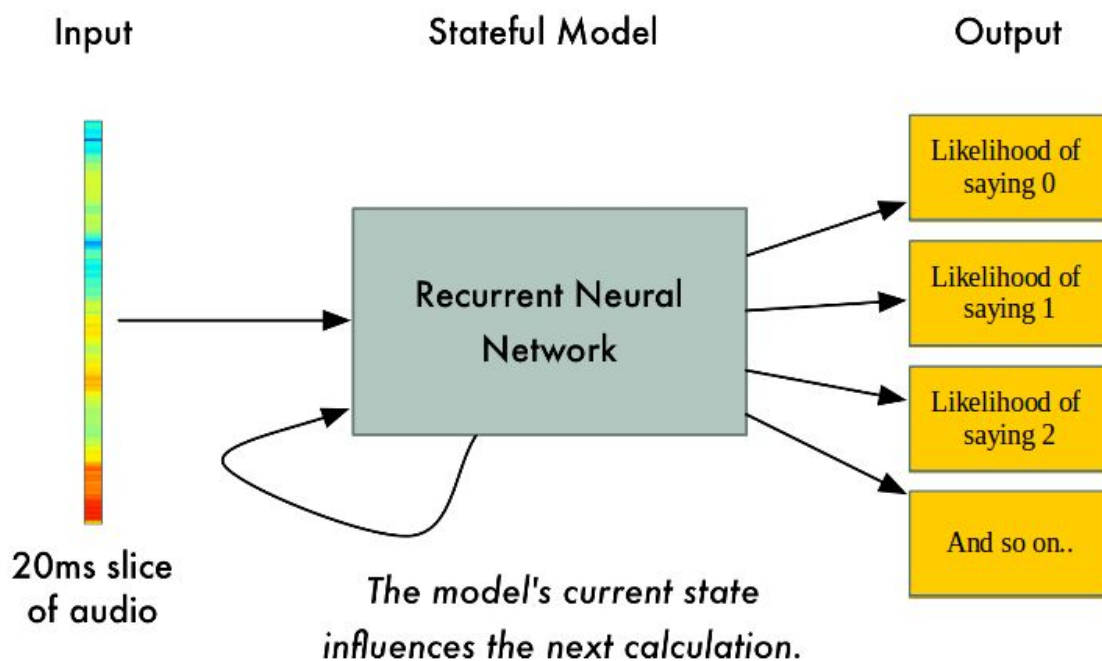 Input
Stateful Model
Output
Likelihood of
saying 0
Recurrent Neural
Network
Likelihood of
saying 1
Likelihood of
saying 2
And so on..
20ms slice
of audio
The model's current state
influences the next calculation.